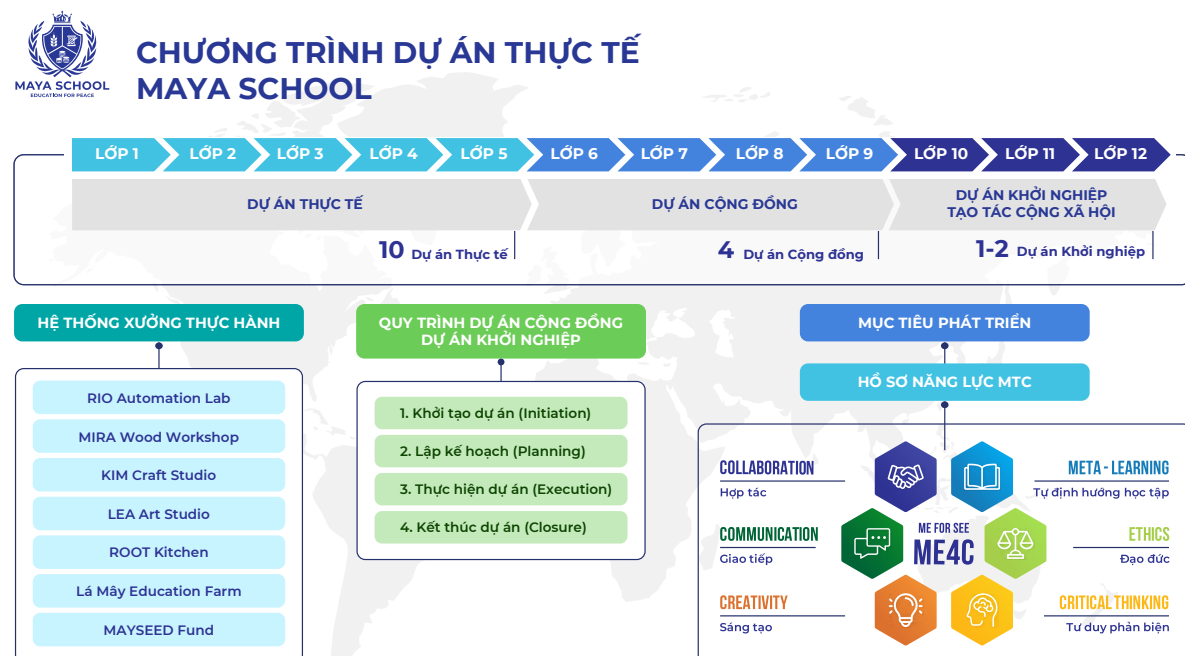 MAYA SCHOOL
EDUCATION FOR PEACE
CHƯƠNG TRÌNH DỰ ÁN THỰC TẾ
MAYA SCHOOL
LỚP 1
LỚP 2
LỚP 3
LỚP 4
LỚP 5
LỚP 6
LỚP 7
LỚP 8
LỚP 9
LỚP 10
LỚP 11
LỚP 12
DỰ ÁN THỰC TẾ
DỰ ÁN CỘNG ĐỒNG
DỰ ÁN KHỞI NGHIỆP
TẠO TÁC CỘNG XÃ HỘI
10 Dự án Thực tế
4 Dự án Cộng đồng
1-2 Dự án Khởi nghiệp
HỆ THỐNG XƯỞNG THỰC HÀNH
RIO Automation Lab
MIRA Wood Workshop
KIM Craft Studio
LEA Art Studio
ROOT Kitchen
Lá Mây Education Farm
MAYSEED Fund
QUY TRÌNH DỰ ÁN CỘNG ĐỒNG
DỰ ÁN KHỞI NGHIỆP
1. Khởi tạo dự án (Initiation)
2. Lập kế hoạch (Planning)
3. Thực hiện dự án (Execution)
4. Kết thúc dự án (Closure)
MỤC TIÊU PHÁT TRIỂN
HỒ SƠ NĂNG LỰC MTC
COLLABORATION
Hợp tác
META - LEARNING
Tự định hướng học tập
COMMUNICATION
Giao tiếp
ME FOR SEE
ME4C
ETHICS
Đạo đức
CREATIVITY
Sáng tạo
CRITICAL THINKING
Tư duy phản biện